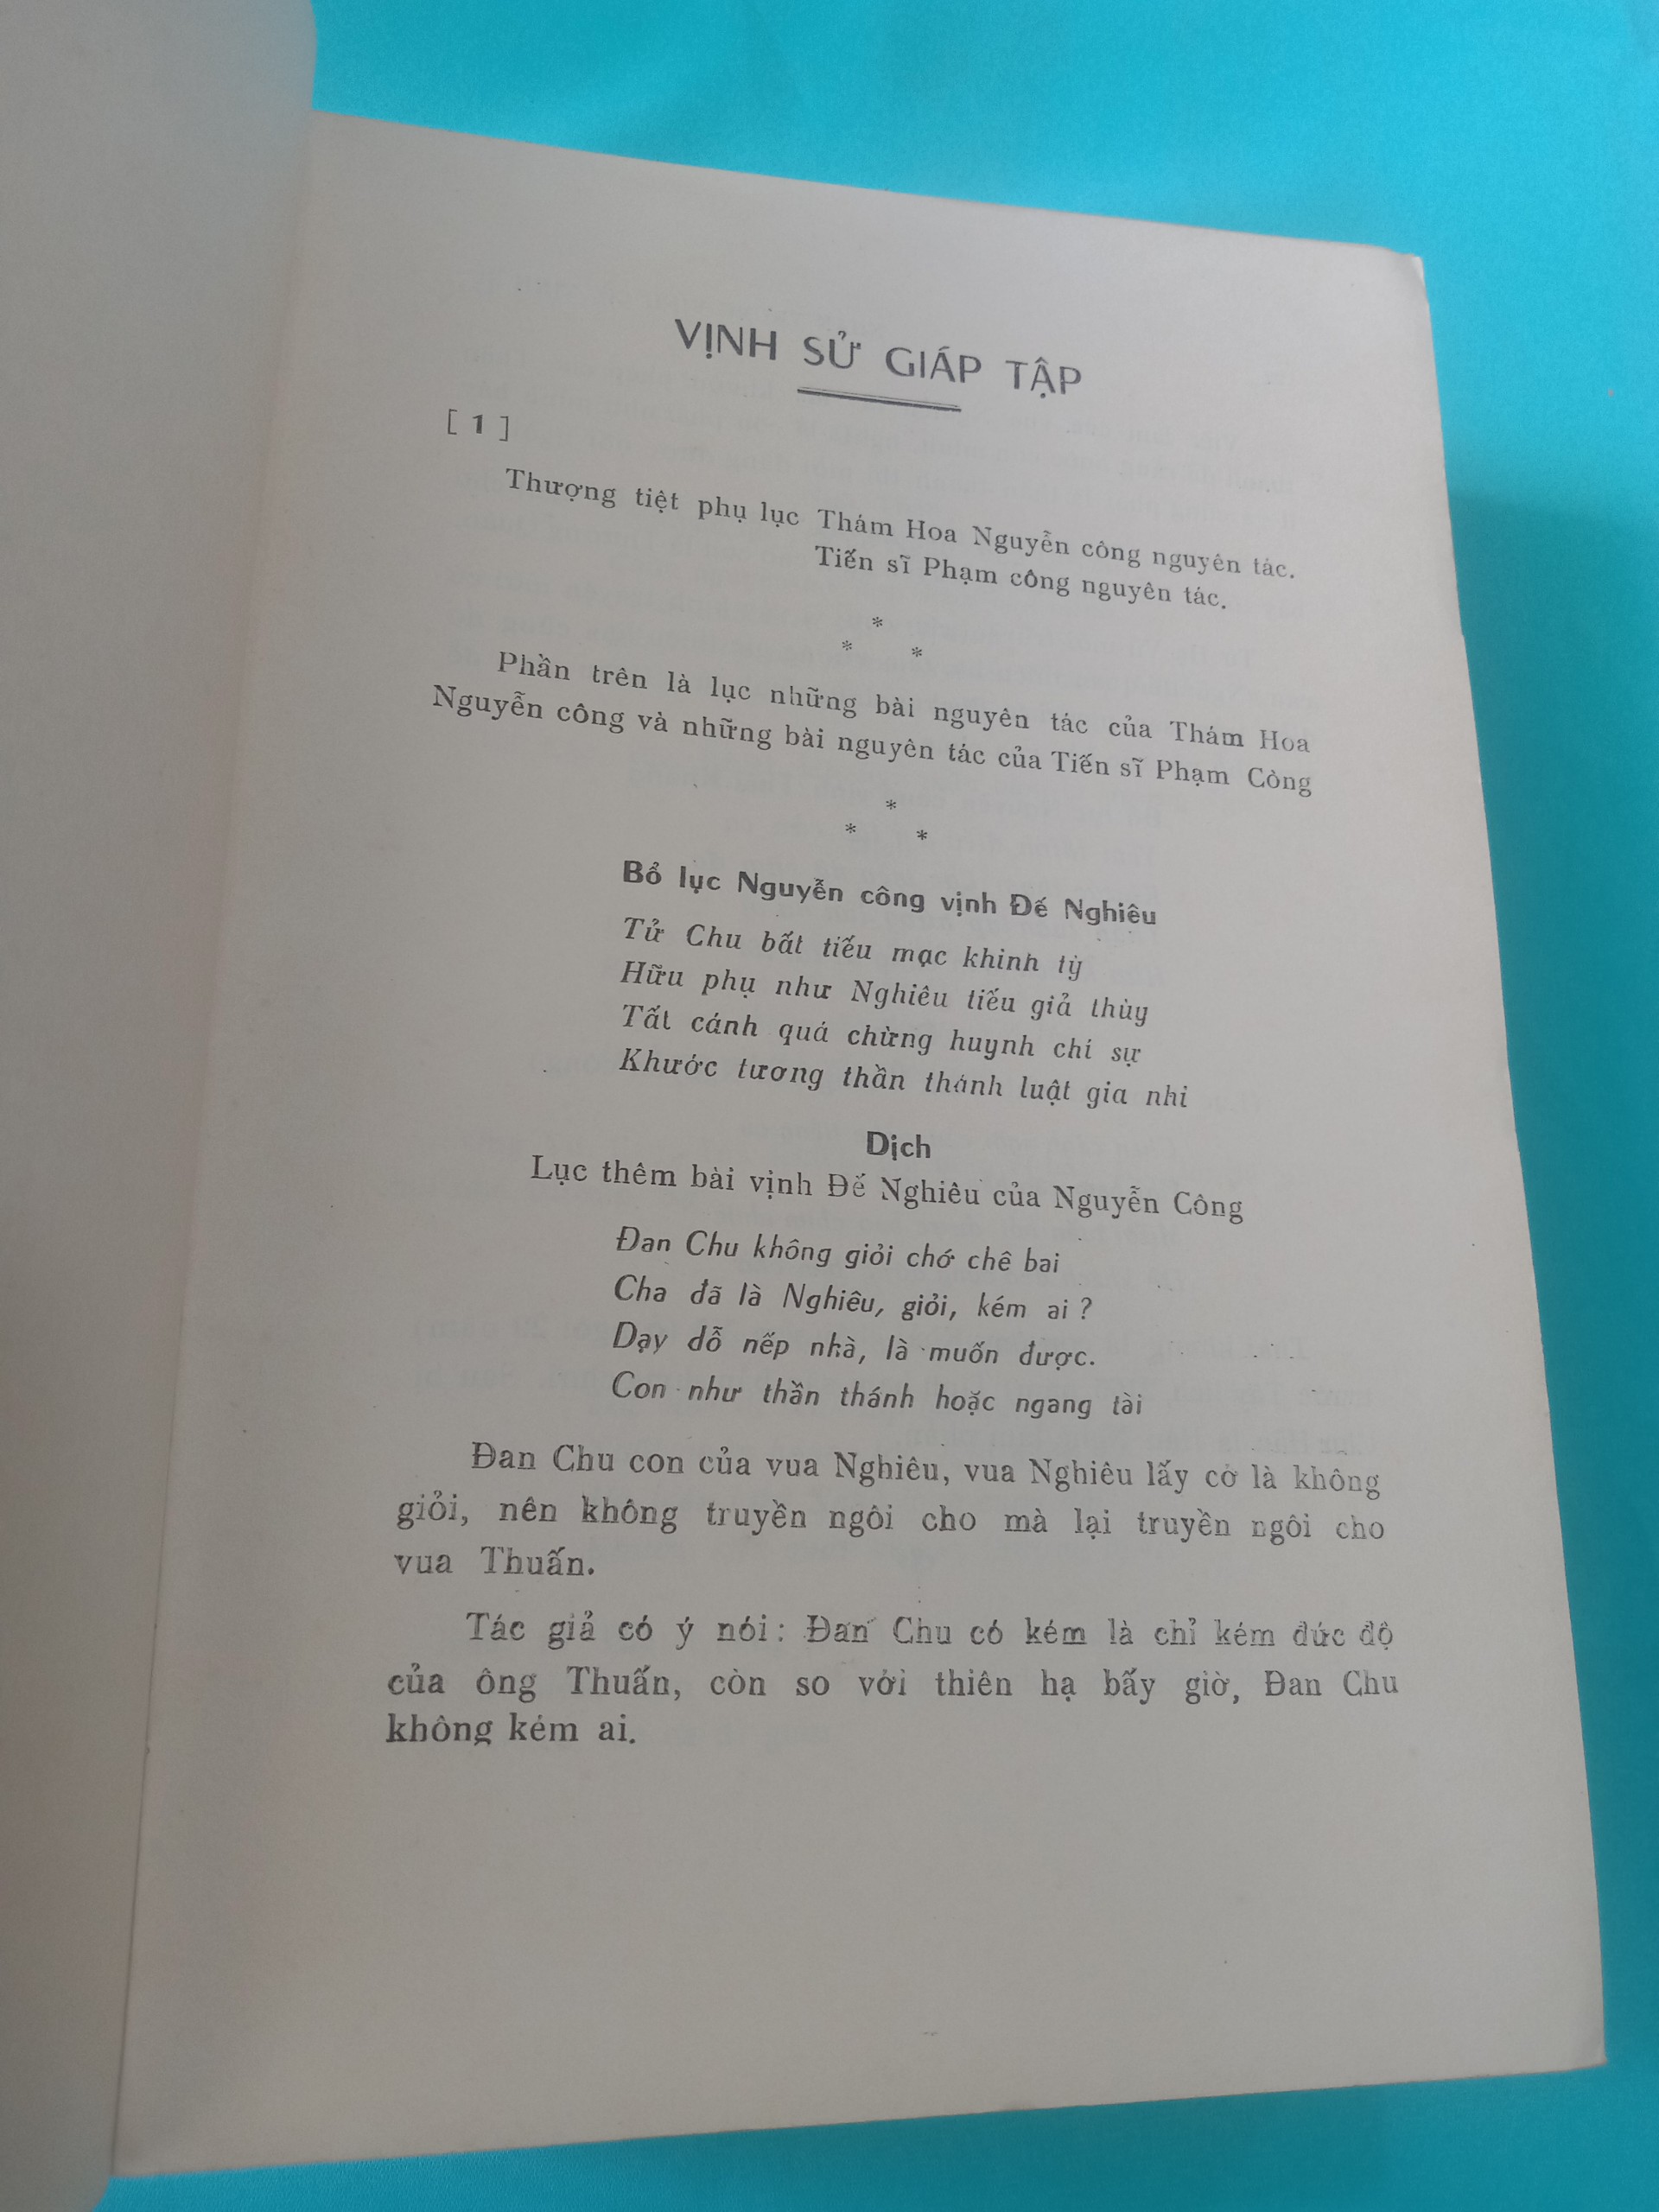 VỊNH SỬ GIÁP TẬP
[ 1 ]
Thượng tiệt phụ lục Thám Hoa Nguyễn công nguyên tác.
Tiến sĩ Phạm công nguyên tác.
*
* *
Phần trên là lục những bài nguyên tác của Thám Hoa
Nguyễn công và những bài nguyên tác của Tiến sĩ Phạm Công
*
* *
Bổ lục Nguyễn công vịnh Đế Nghiêu
Tử Chu bất tiếu mạc khinh tỳ
Hữu phụ như Nghiêu tiếu giả thùy
Tất cánh quá chừng huynh chi sự
Khước tương thần thánh luật gia nhi
Dịch
Lục thêm bài vịnh Đế Nghiêu của Nguyễn Công
Đan Chu không giỏi chớ chê bai
Cha đã là Nghiêu, giỏi, kém ai ?
Dạy dỗ nếp nhà, là muốn được.
Con như thần thánh hoặc ngang tài
Đan Chu con của vua Nghiêu, vua Nghiêu lấy cờ là không
giỏi, nên không truyền ngôi cho mà lại truyền ngôi cho
vua Thuấn.
Tác giả có ý nói : Đan Chu có kém là chỉ kém đức độ
của ông Thuấn, còn so với thiên hạ bấy giờ, Đan Chu
không kém ai.